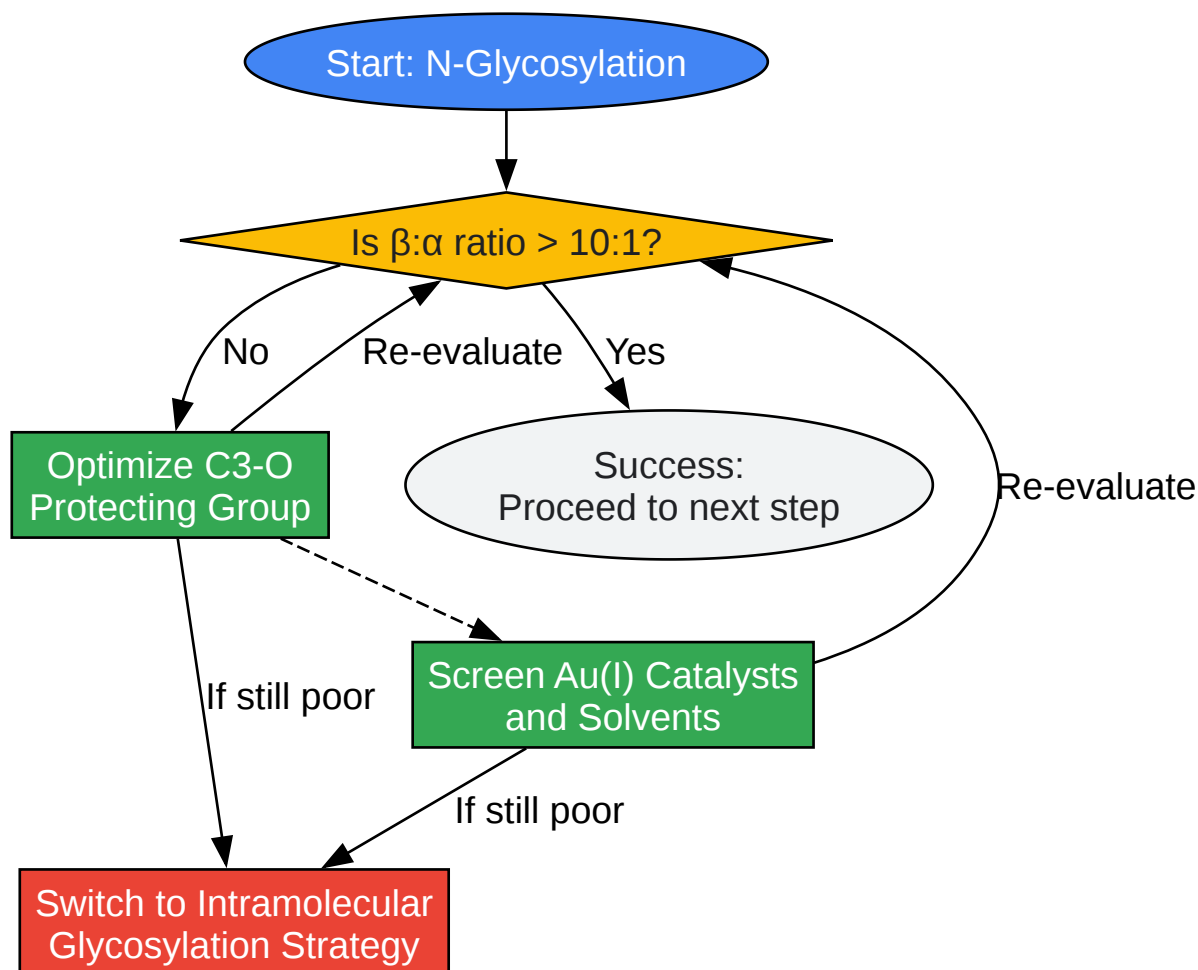 Start: N-Glycosylation
Is β:α ratio > 10:1?
No
Re-evaluate
Yes
Optimize C3-O
Protecting Group
Success:
Proceed to next step
Re-evaluate
Screen Au(I) Catalysts
and Solvents
If still poor
If still poor
Switch to Intramolecular
Glycosylation Strategy